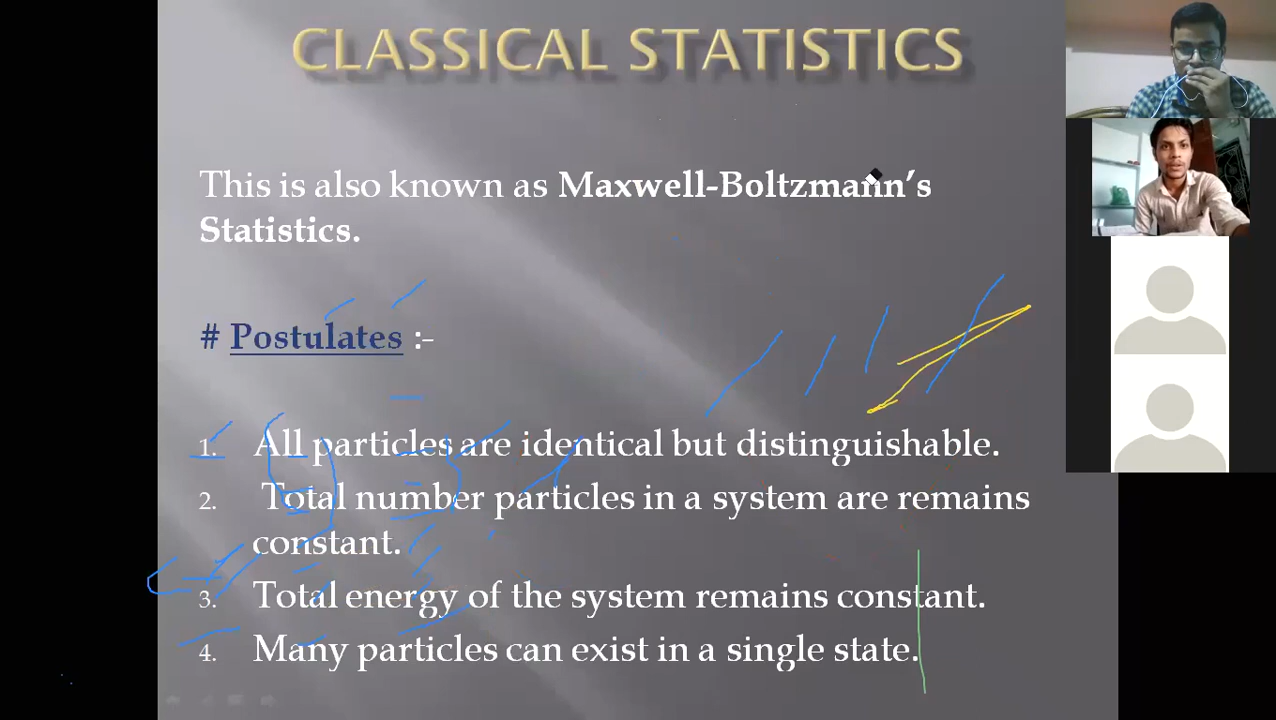 CLASSICAL STATISTICS
This is also known as Maxwell-Boltzmann's
Statistics.
# Postulates :-
1. All particles are identical but distinguishable.
2. Total number particles in a system are remains
constant.
3. Total energy of the system remains constant.
4. Many particles can exist in a single state.